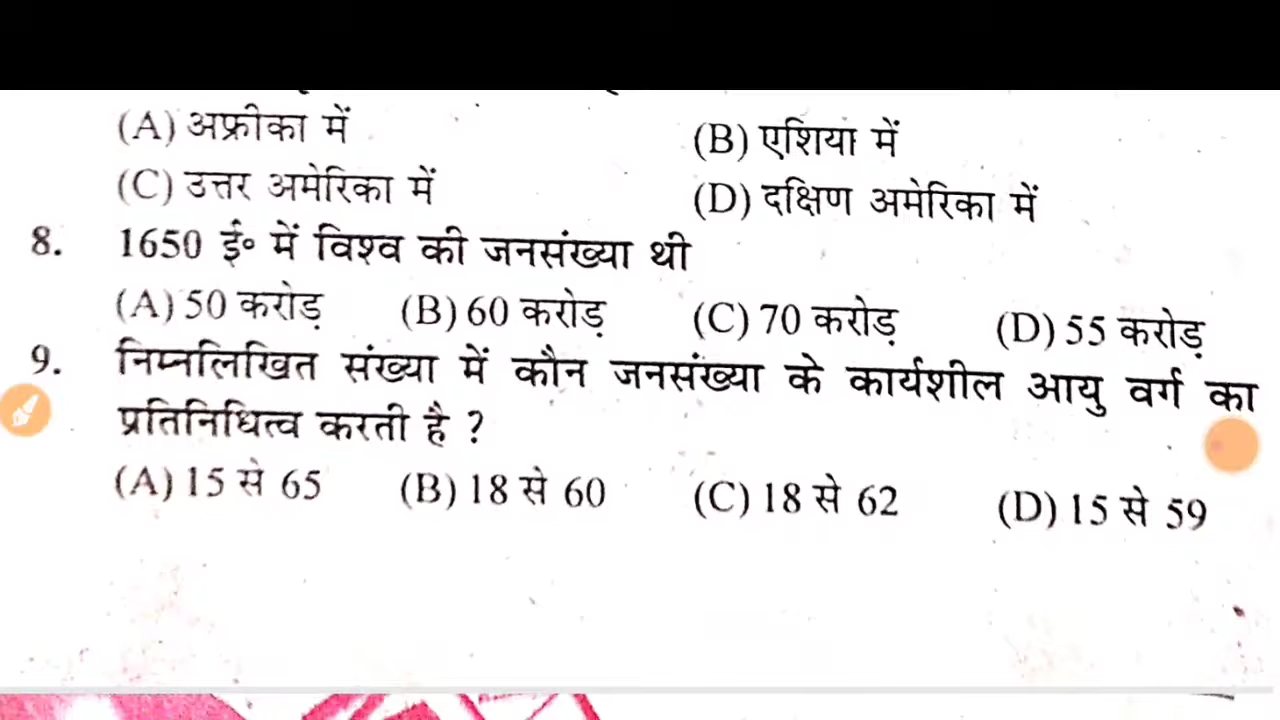 (A) अफ्रीका में (B) एशिया में
(C) उत्तर अमेरिका में (D) दक्षिण अमेरिका में
8. 1650 ई॰ में विश्व की जनसंख्या थी
(A) 50 करोड़ (B) 60 करोड़ (C) 70 करोड़ (D) 55 करोड़
9. निम्नलिखित संख्या में कौन जनसंख्या के कार्यशील आयु वर्ग का
प्रतिनिधित्व करती है ?
(A) 15 से 65 (B) 18 से 60 (C) 18 से 62 (D) 15 से 59